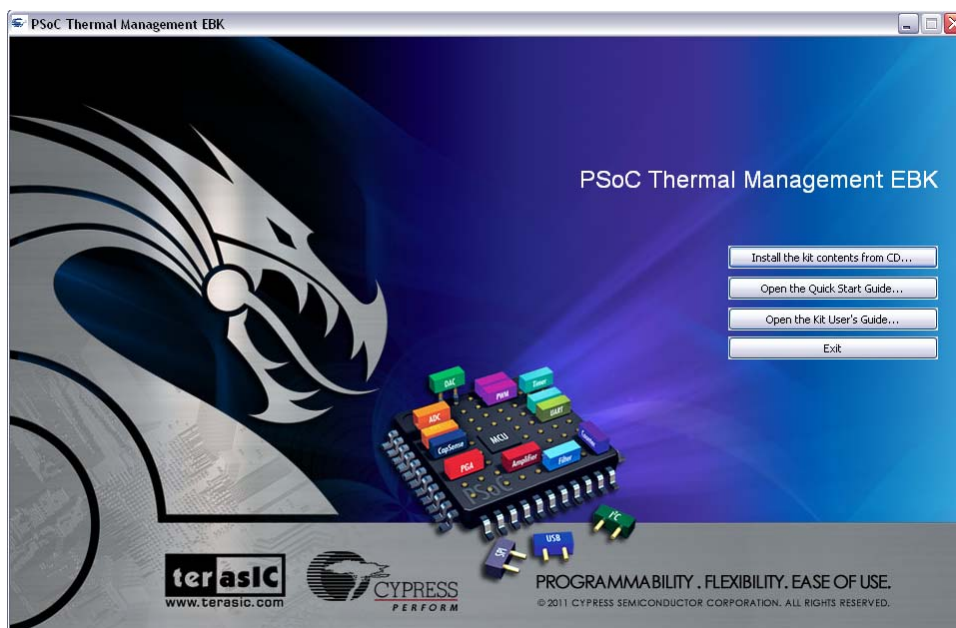 PSoC Thermal Management EBK
PSoC Thermal Management EBK
Install the kit contents from CD...
Open the Quick Start Guide...
Open the Kit User's Guide...
Exit
DAC
PWM
Timer
ADC
UART
CapSense
MCU
PGA
Amplifier
Filter
PSoC
I²C
USB
terasIC
www.terasic.com
CYPRESS
PERFORM
PROGRAMMABILITY . FLEXIBILITY. EASE OF USE.
© 2011 CYPRESS SEMICONDUCTOR CORPORATION. ALL RIGHTS RESERVED.